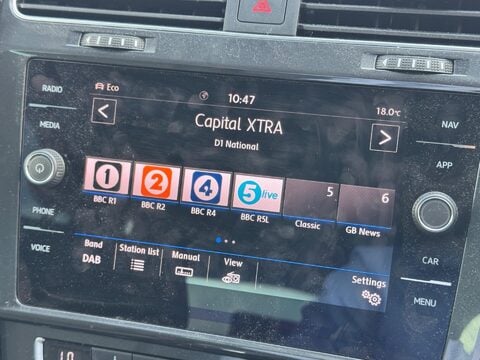 RADIO
MEDIA
PHONE
VOICE
Eco
10:47
18.0°C
Capital XTRA
D1 National
1
BBC R1
2
BBC R2
4
BBC R4
5 live
BBC R5L
5
Classic
6
GB News
Band
DAB
Station list
Manual
View
Settings
NAV
APP
CAR
MENU